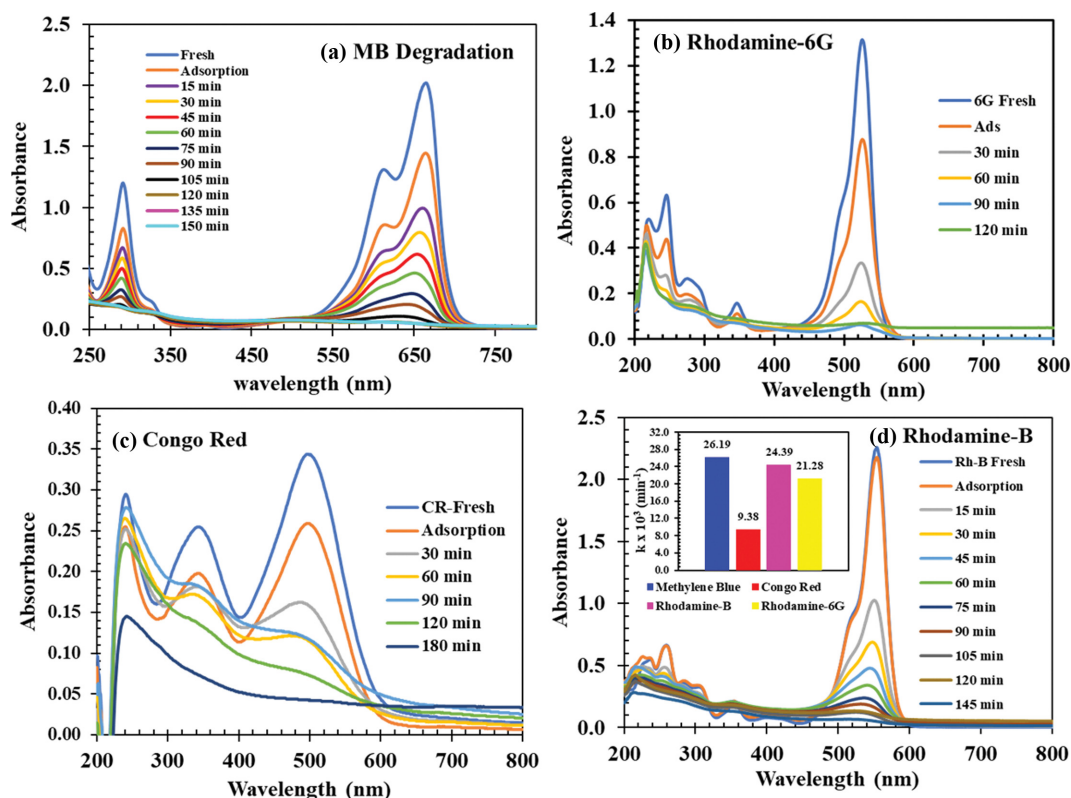 (a) MB Degradation
2.5
2.0
1.5
1.0
0.5
0.0
Absorbance
Fresh
Adsorption
15 min
30 min
45 min
60 min
75 min
90 min
105 min
120 min
135 min
150 min
250 350 450 550 650 750
wavelength (nm)
(b) Rhodamine-6G
1.4
1.2
1.0
0.8
0.6
0.4
0.2
0.0
Absorbance
6G Fresh
Ads
30 min
60 min
90 min
120 min
200 300 400 500 600 700 800
Wavelength (nm)
(c) Congo Red
0.40
0.35
0.30
0.25
0.20
0.15
0.10
0.05
0.00
Absorbance
CR-Fresh
Adsorption
30 min
60 min
90 min
120 min
180 min
200 300 400 500 600 700 800
Wavelength (nm)
(d) Rhodamine-B
2.5
2.0
1.5
1.0
0.5
0.0
Absorbance
32.0
28.0
24.0
20.0
16.0
12.0
8.0
4.0
0.0
k x 10³ (min⁻¹)
26.19
9.38
24.39
21.28
Methylene Blue
Congo Red
Rhodamine-B
Rhodamine-6G
Rh-B Fresh
Adsorption
15 min
30 min
45 min
60 min
75 min
90 min
105 min
120 min
145 min
200 300 400 500 600 700 800
Wavelength (nm)